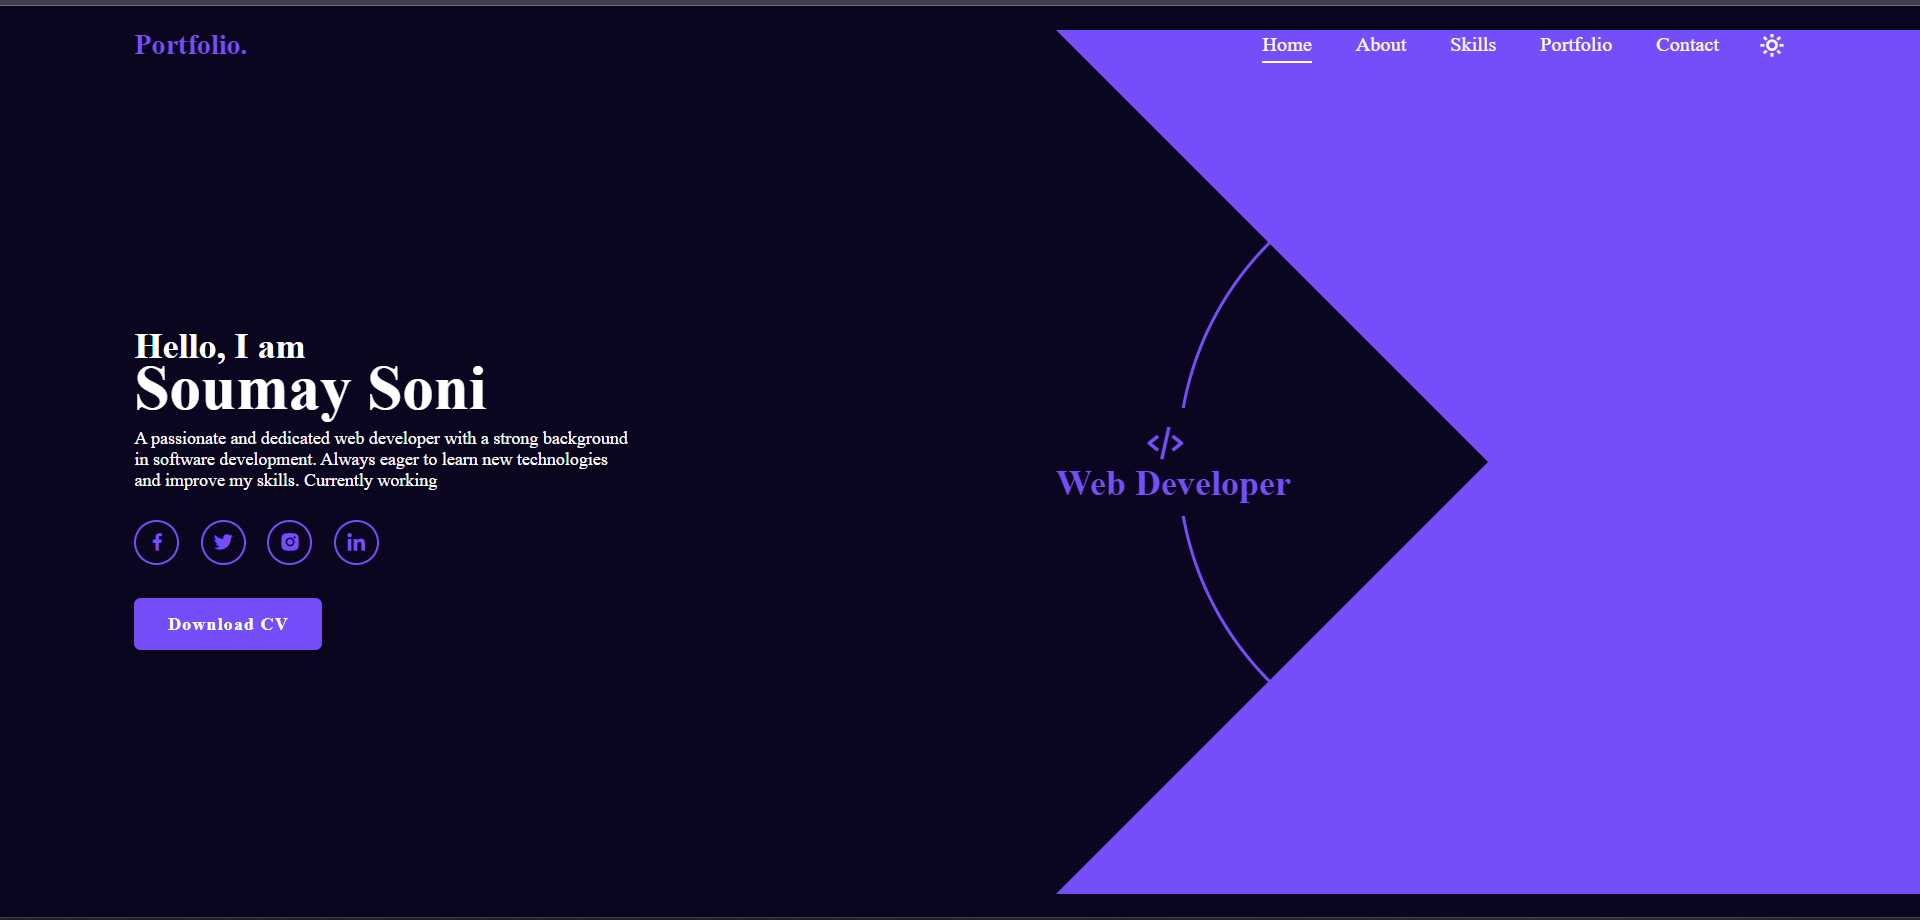 Portfolio.
Home About Skills Portfolio Contact
Hello, I am
Soumay Soni
A passionate and dedicated web developer with a strong background
in software development. Always eager to learn new technologies
and improve my skills. Currently working
Download CV
</>
Web Developer